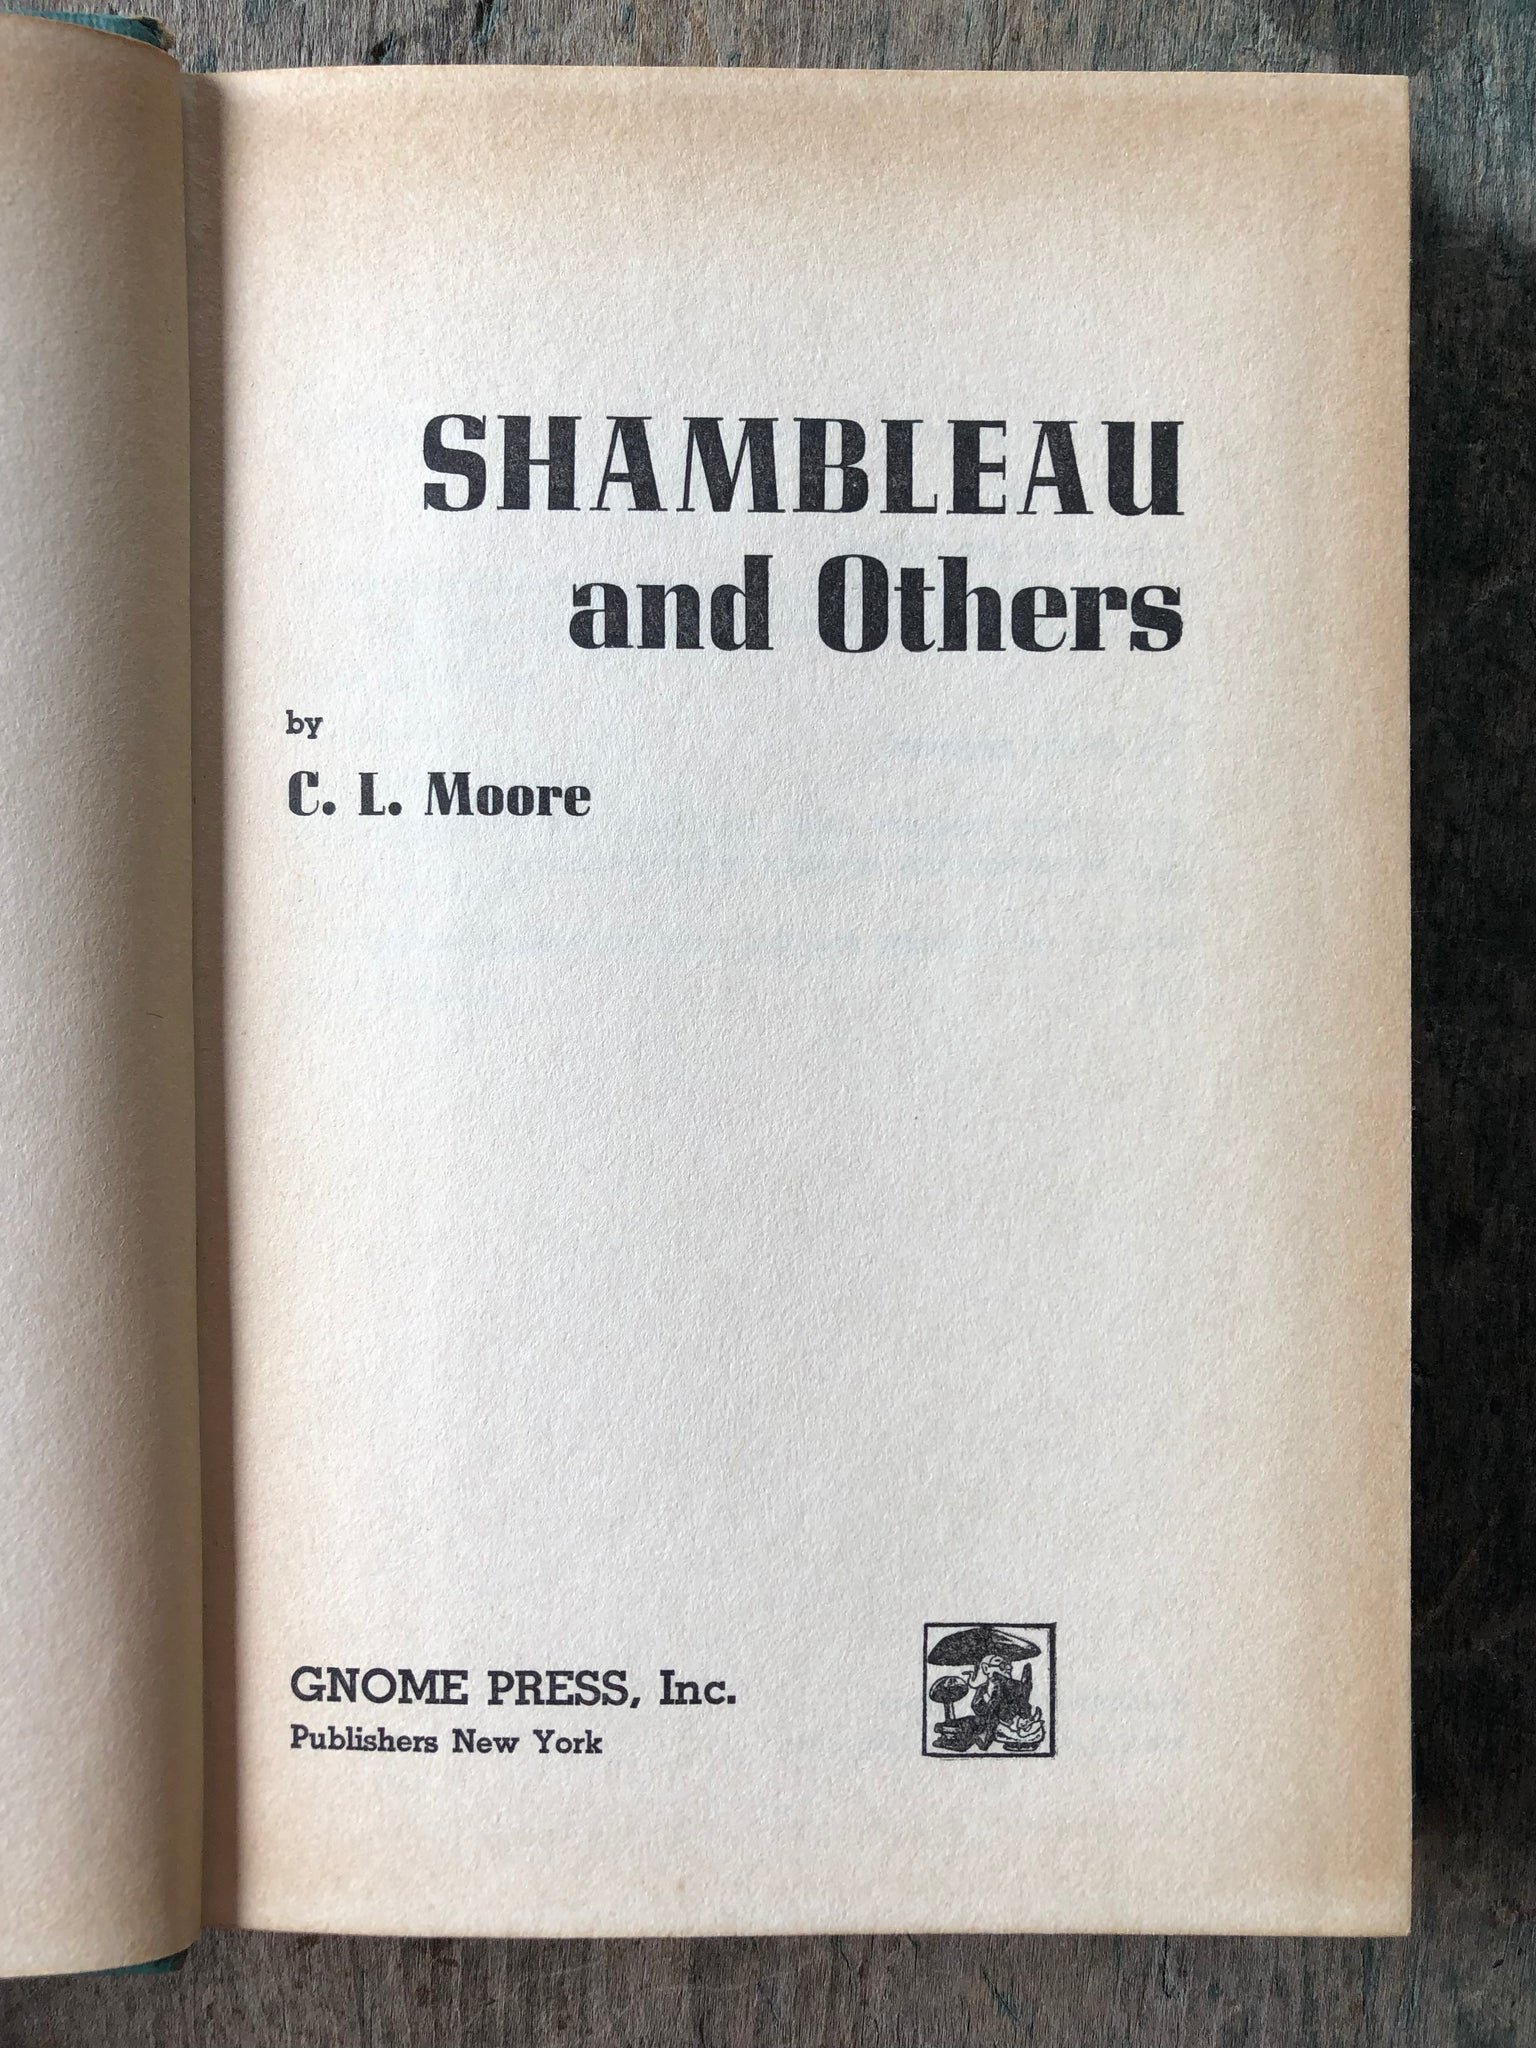 SHAMBLEAU
and Others
by
C. L. Moore
GNOME PRESS, Inc.
Publishers New York